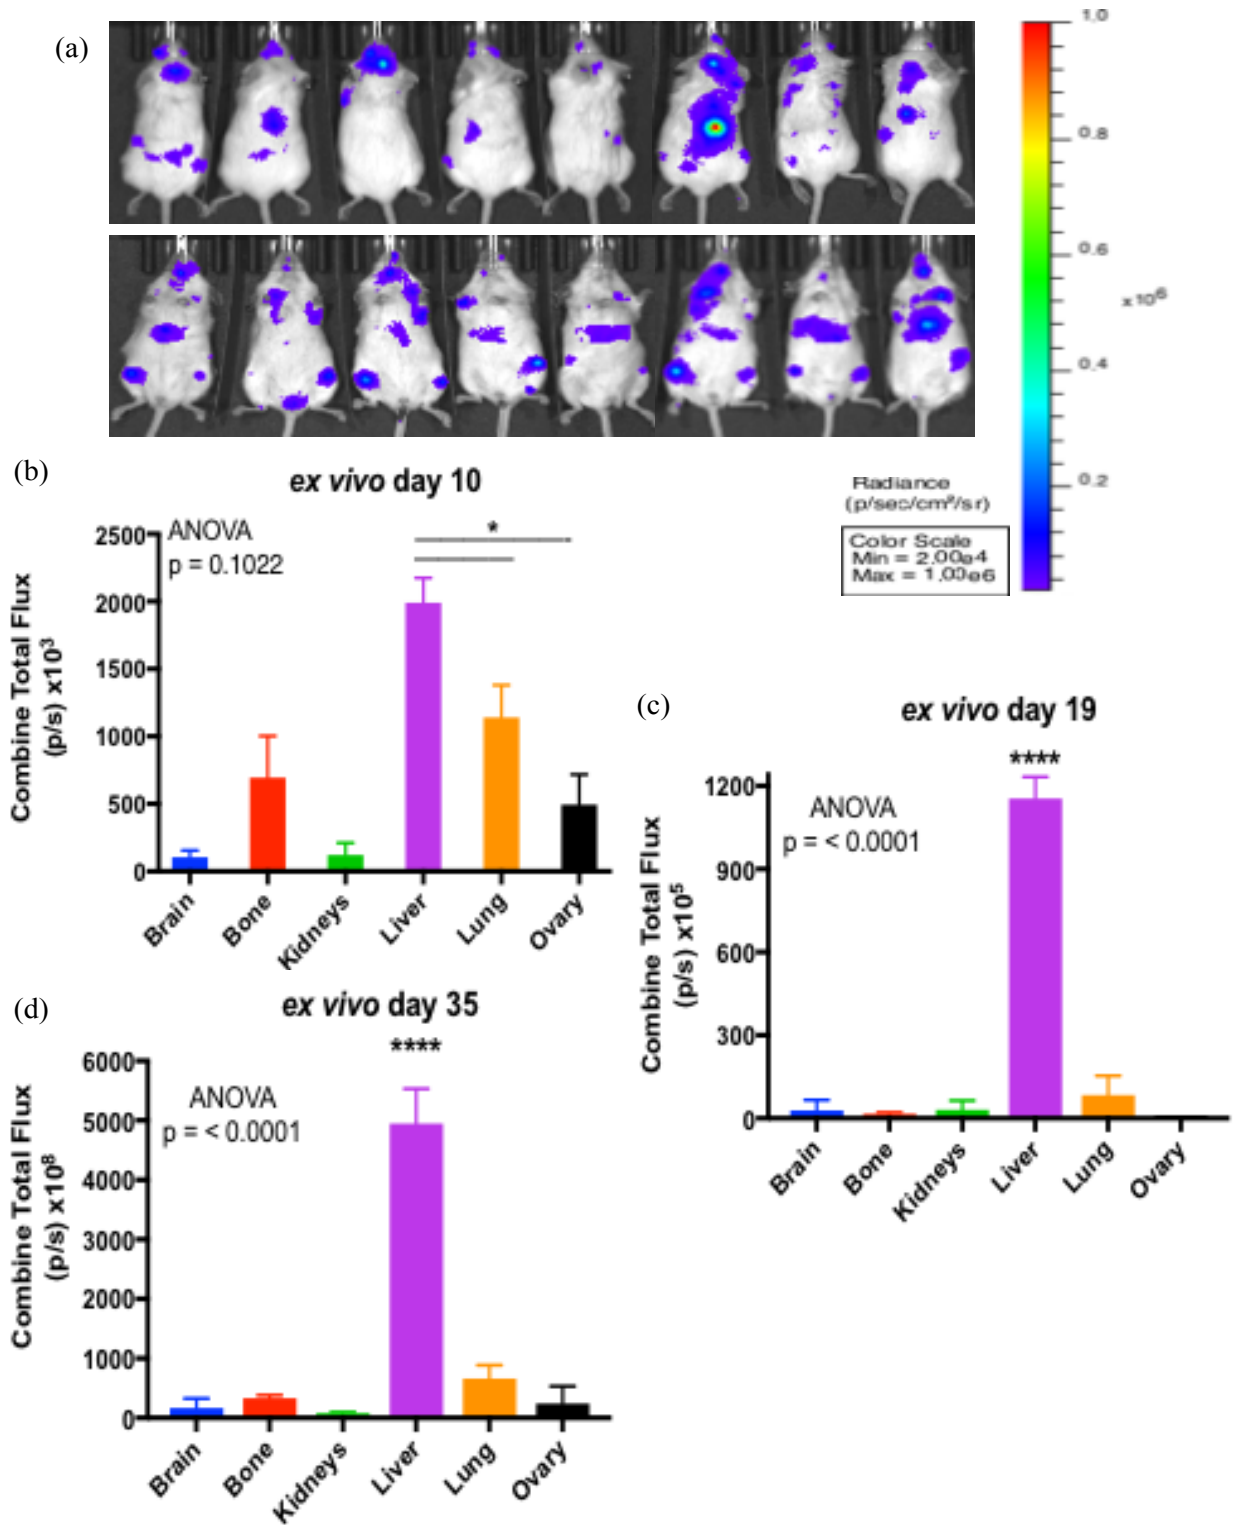 (a)
1.0
0.8
0.6
x10⁶
0.4
0.2
Radiance
(p/sec/cm²/sr)
Color Scale
Min = 2.00e4
Max = 1.00e6
(b)
ex vivo day 10
ANOVA
p = 0.1022
*
Combine Total Flux
(p/s) x10³
2500
2000
1500
1000
500
0
Brain
Bone
Kidneys
Liver
Lung
Ovary
(c)
ex vivo day 19
****
ANOVA
p = < 0.0001
Combine Total Flux
(p/s) x10⁵
1200
900
600
300
0
Brain
Bone
Kidneys
Liver
Lung
Ovary
(d)
ex vivo day 35
****
ANOVA
p = < 0.0001
Combine Total Flux
(p/s) x10⁸
6000
5000
4000
3000
2000
1000
0
Brain
Bone
Kidneys
Liver
Lung
Ovary